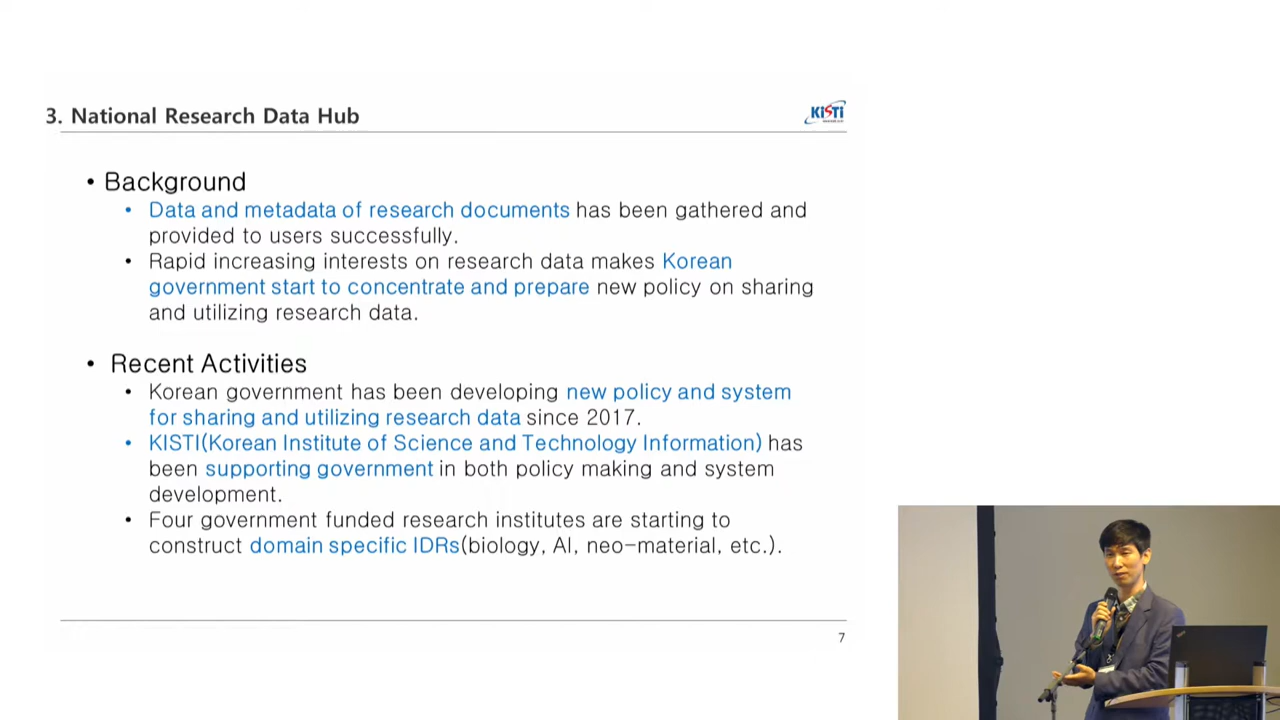 3. National Research Data Hub
KiSTi
• Background
• Data and metadata of research documents has been gathered and
provided to users successfully.
• Rapid increasing interests on research data makes Korean
government start to concentrate and prepare new policy on sharing
and utilizing research data.
• Recent Activities
• Korean government has been developing new policy and system
for sharing and utilizing research data since 2017.
• KISTI(Korean Institute of Science and Technology Information) has
been supporting government in both policy making and system
development.
• Four government funded research institutes are starting to
construct domain specific IDRs(biology, AI, neo-material, etc.).
7